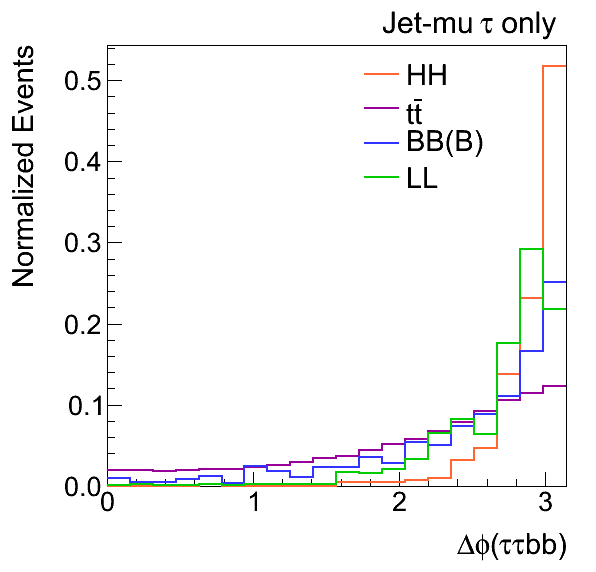 Jet-mu τ only
Normalized Events
0.5
0.4
0.3
0.2
0.1
0.0
HH
tt̄
BB(B)
LL
0 1 2 3
Δϕ(ττbb)